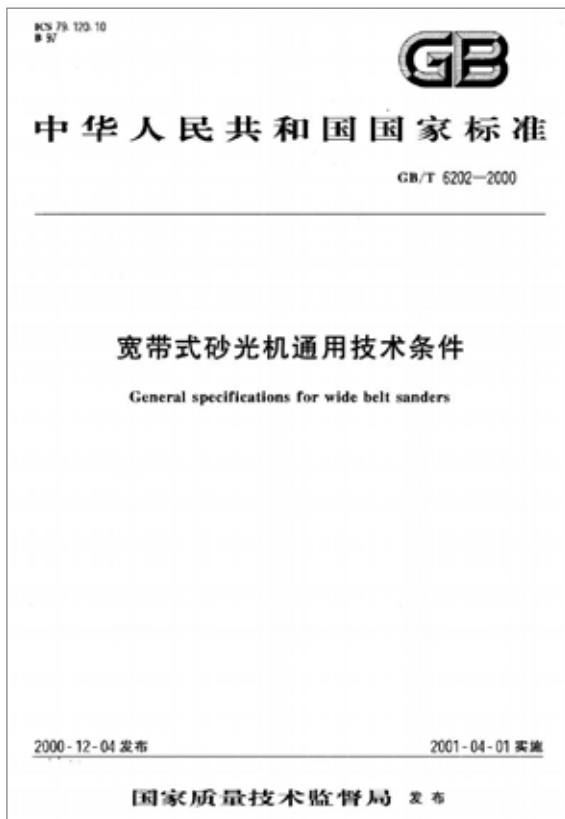 ICS 79.120.10
B 97
GB
中华人民共和国国家标准
GB/T 6202—2000
宽带式砂光机通用技术条件
General specifications for wide belt sanders
2000-12-04 发布
2001-04-01 实施
国家质量技术监督局 发布